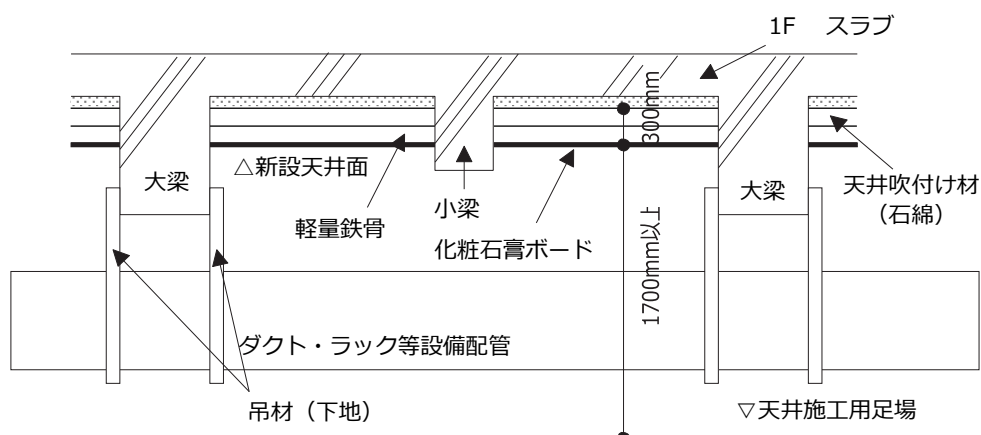 1F スラブ
300mm
△新設天井面
大梁
大梁
天井吹付け材
(石綿)
小梁
軽量鉄骨
化粧石膏ボード
1700mm以上
ダクト・ラック等設備配管
吊材(下地)
▽天井施工用足場